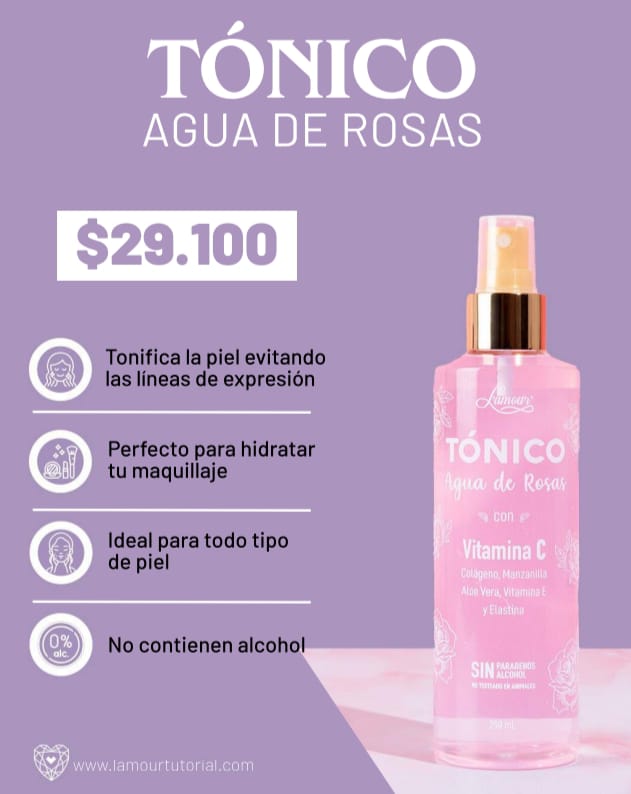 TÓNICO
AGUA DE ROSAS
$29.100
Tonifica la piel evitando
las líneas de expresión
Perfecto para hidratar
tu maquillaje
Ideal para todo tipo
de piel
0%
alc.
No contienen alcohol
www.lamourtutorial.com
Lamour
TÓNICO
Agua de Rosas
con
Vitamina C
Colágeno, Manzanilla
Aloe Vera, Vitamina E
y Elastina
SIN PARABENOS
ALCOHOL
NO TESTEADO EN ANIMALES
250 mL